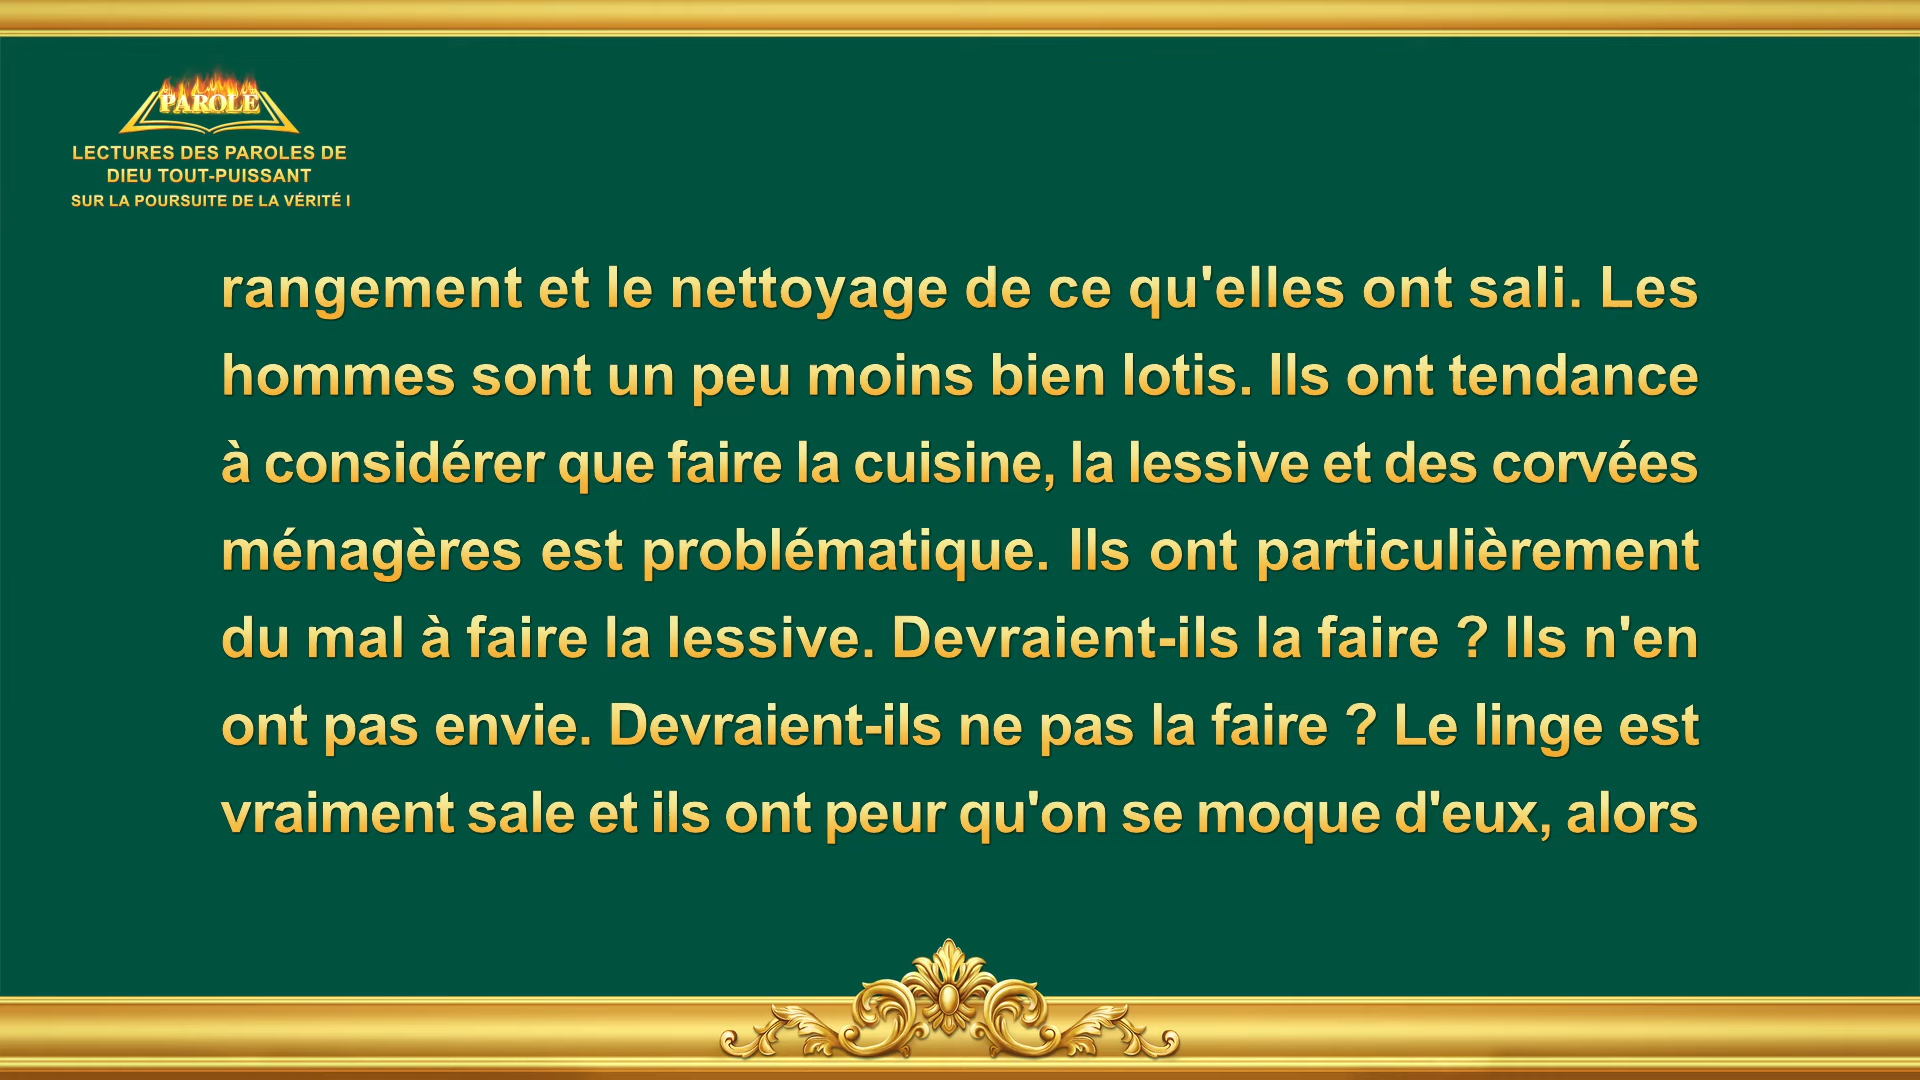 PAROLE
LECTURES DES PAROLES DE
DIEU TOUT-PUISSANT
SUR LA POURSUITE DE LA VÉRITÉ I
rangement et le nettoyage de ce qu'elles ont sali. Les
hommes sont un peu moins bien lotis. Ils ont tendance
à considérer que faire la cuisine, la lessive et des corvées
ménagères est problématique. Ils ont particulièrement
du mal à faire la lessive. Devraient-ils la faire ? Ils n'en
ont pas envie. Devraient-ils ne pas la faire ? Le linge est
vraiment sale et ils ont peur qu'on se moque d'eux, alors